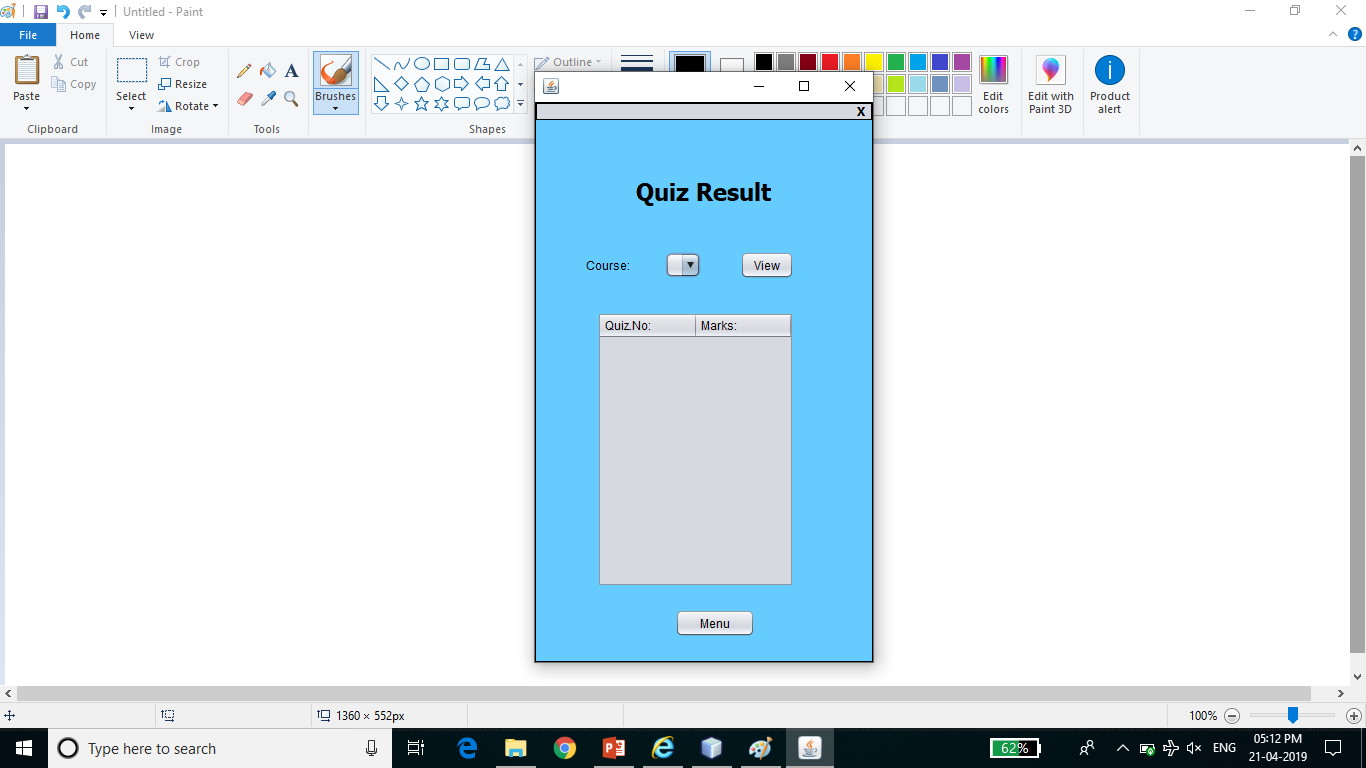 Untitled - Paint
File Home View
Paste
Cut
Copy
Clipboard
Select
Crop
Resize
Rotate
Image
A
Tools
Brushes
Shapes
Outline
Edit
colors
Edit with
Paint 3D
Product
alert
X
Quiz Result
Course:
View
Quiz.No: Marks:
Menu
1360 × 552px
100%
Type here to search
62%
ENG
05:12 PM
21-04-2019